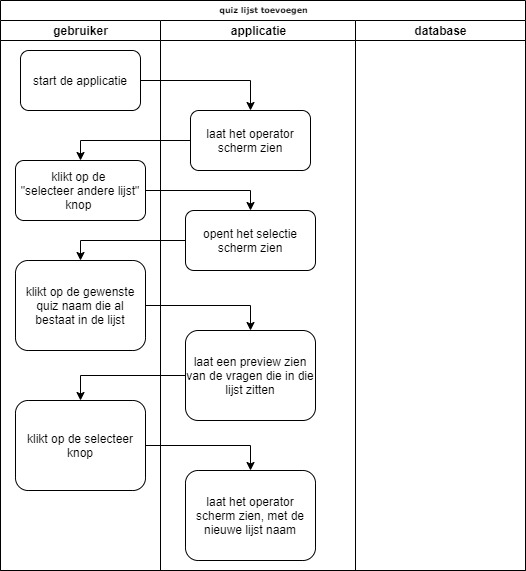 quiz lijst toevoegen
gebruiker
applicatie
database
start de applicatie
laat het operator
scherm zien
klikt op de
"selecteer andere lijst"
knop
opent het selectie
scherm zien
klikt op de gewenste
quiz naam die al
bestaat in de lijst
laat een preview zien
van de vragen die in die
lijst zitten
klikt op de selecteer
knop
laat het operator
scherm zien, met de
nieuwe lijst naam